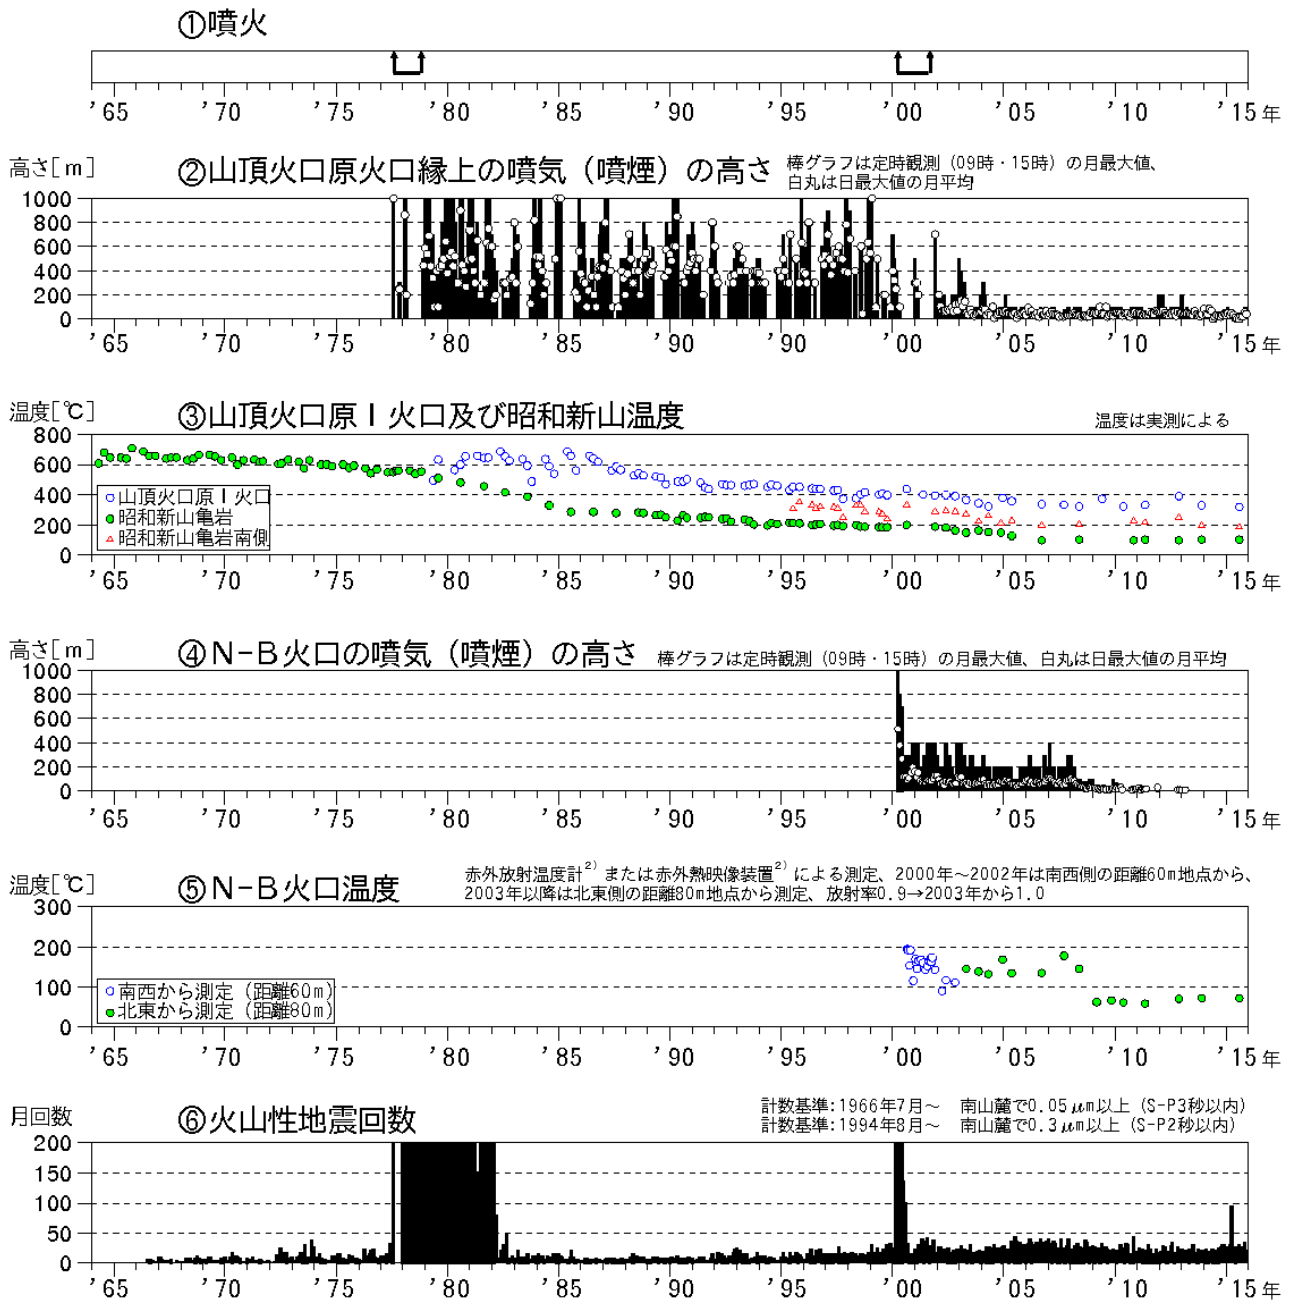 ①噴火
'65 '70 '75 '80 '85 '90 '95 '00 '05 '10 '15 年
高さ[m]
②山頂火口原火口縁上の噴気（噴煙）の高さ
棒グラフは定時観測（09時・15時）の月最大値、
白丸は日最大値の月平均
1000
800
600
400
200
0
'65 '70 '75 '80 '85 '90 '95 '00 '05 '10 '15 年
温度[℃]
③山頂火口原Ｉ火口及び昭和新山温度
温度は実測による
800
600
400
200
0
山頂火口原Ｉ火口
昭和新山亀岩
昭和新山亀岩南側
'65 '70 '75 '80 '85 '90 '95 '00 '05 '10 '15 年
高さ[m]
④Ｎ-Ｂ火口の噴気（噴煙）の高さ
棒グラフは定時観測（09時・15時）の月最大値、白丸は日最大値の月平均
1000
800
600
400
200
0
'65 '70 '75 '80 '85 '90 '95 '00 '05 '10 '15 年
温度[℃]
⑤Ｎ-Ｂ火口温度
赤外放射温度計2) または赤外熱映像装置2) による測定、2000年～2002年は南西側の距離60m地点から、
2003年以降は北東側の距離80m地点から測定、放射率0.9→2003年から1.0
300
200
100
0
南西から測定（距離60m）
北東から測定（距離80m）
'65 '70 '75 '80 '85 '90 '95 '00 '05 '10 '15 年
月回数
⑥火山性地震回数
計数基準:1966年7月～ 南山麓で0.05μm以上（S-P3秒以内）
計数基準:1994年8月～ 南山麓で0.3μm以上（S-P2秒以内）
200
150
100
50
0
'65 '70 '75 '80 '85 '90 '95 '00 '05 '10 '15 年